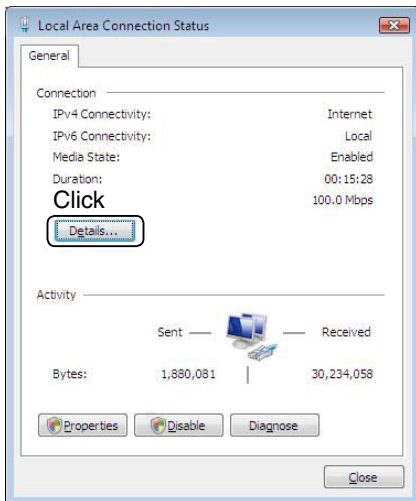 Local Area Connection Status
General
Connection
IPv4 Connectivity: Internet
IPv6 Connectivity: Local
Media State: Enabled
Duration: 00:15:28
Click 100.0 Mbps
Details...
Activity
Sent Received
Bytes: 1,880,081 30,234,058
Properties Disable Diagnose
Close